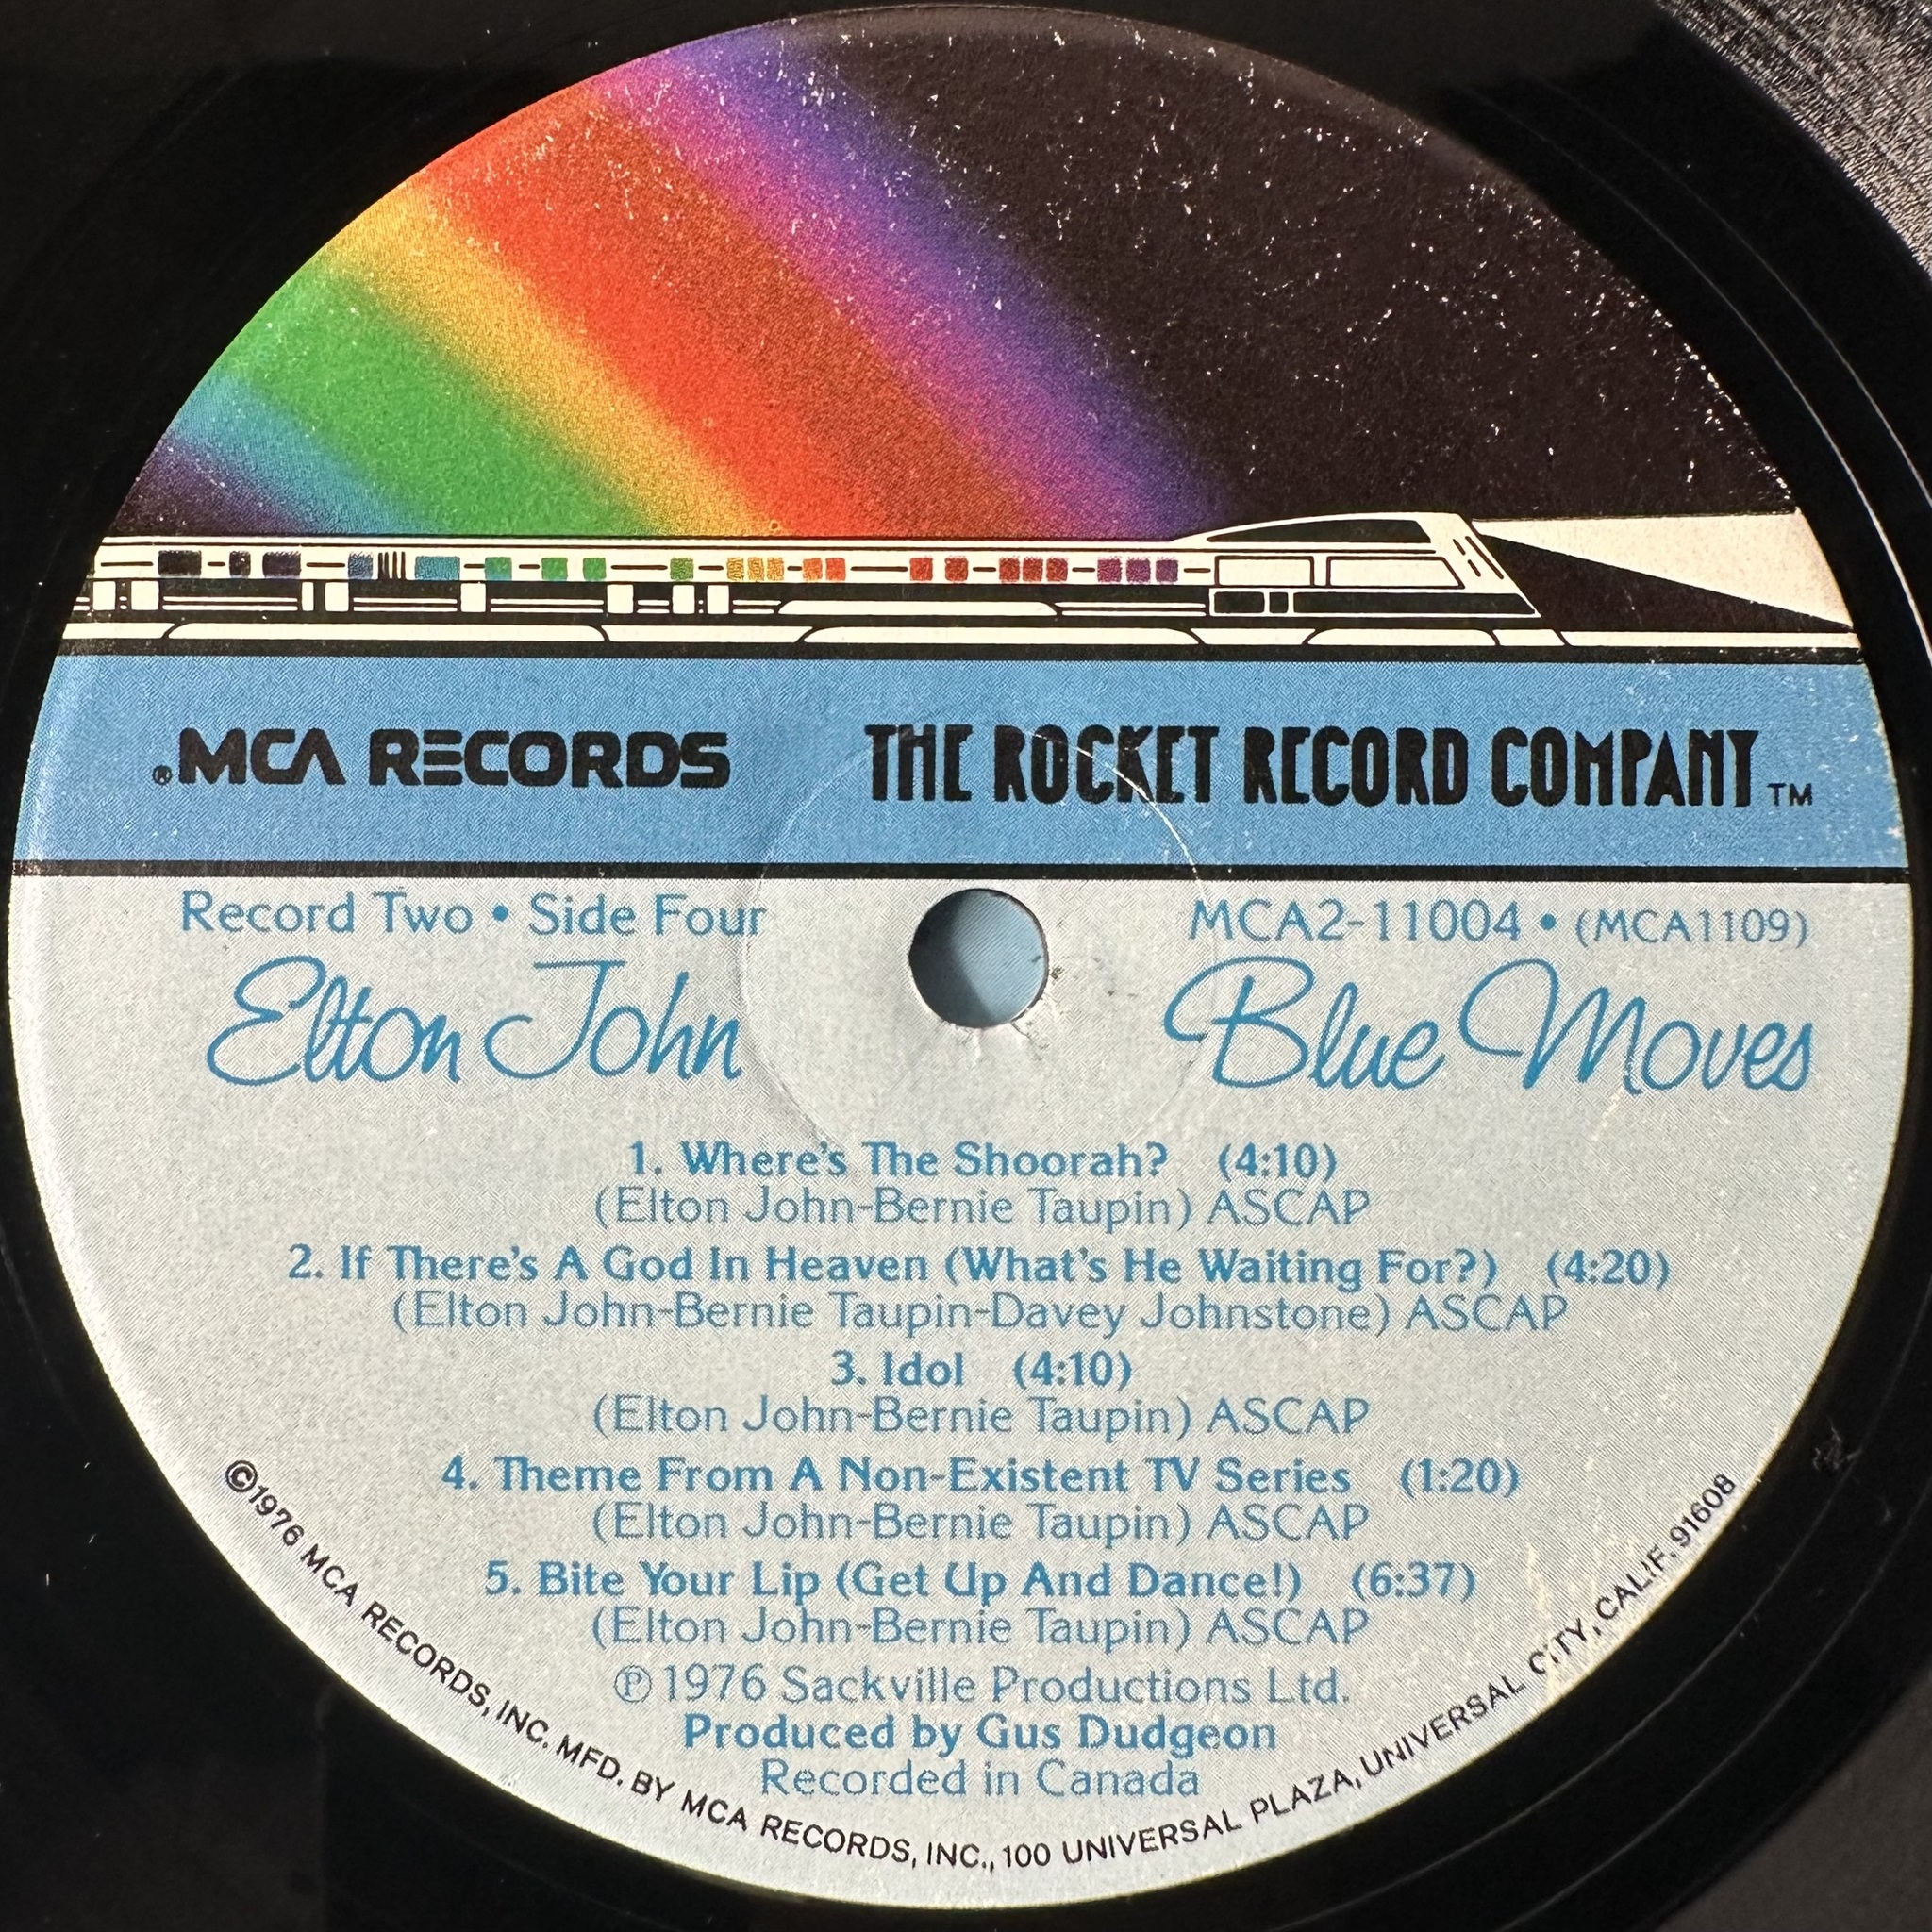 ®MCA RECORDS THE ROCKET RECORD COMPANY™
Record Two • Side Four MCA2-11004 • (MCA1109)
Elton John Blue Moves
1. Where's The Shoorah? (4:10)
(Elton John-Bernie Taupin) ASCAP
2. If There's A God In Heaven (What's He Waiting For?) (4:20)
(Elton John-Bernie Taupin-Davey Johnstone) ASCAP
3. Idol (4:10)
(Elton John-Bernie Taupin) ASCAP
4. Theme From A Non-Existent TV Series (1:20)
(Elton John-Bernie Taupin) ASCAP
5. Bite Your Lip (Get Up And Dance!) (6:37)
(Elton John-Bernie Taupin) ASCAP
℗1976 Sackville Productions Ltd.
Produced by Gus Dudgeon
Recorded in Canada
©1976 MCA RECORDS, INC. MFD. BY MCA RECORDS, INC., 100 UNIVERSAL PLAZA, UNIVERSAL CITY, CALIF. 91608